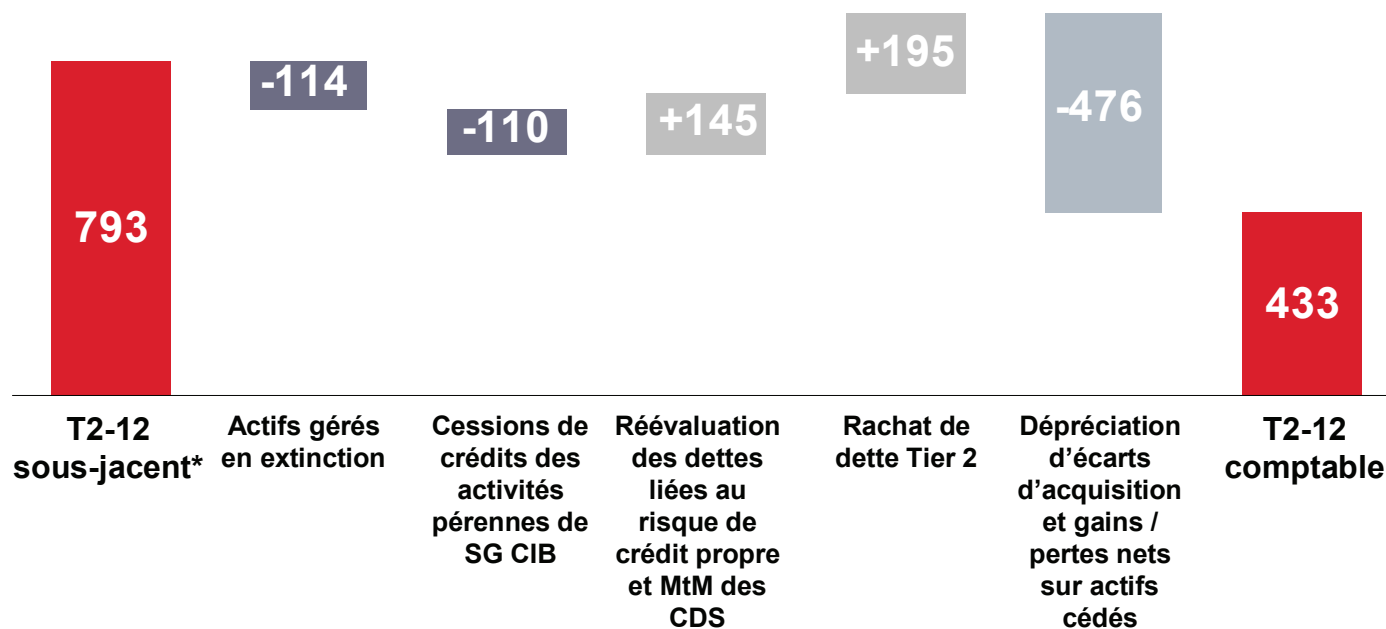 +195
-114
-476
-110
+145
793
433
T2-12
sous-jacent*
Actifs gérés
en extinction
Cessions de
crédits des
activités
pérennes de
SG CIB
Réévaluation
des dettes
liées au
risque de
crédit propre
et MtM des
CDS
Rachat de
dette Tier 2
Dépréciation
d’écarts
d’acquisition
et gains /
pertes nets
sur actifs
cédés
T2-12
comptable